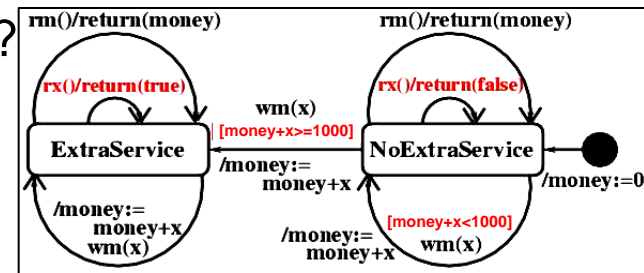 ?
rm()/return(money)
rm()/return(money)
rx()/return(true)
rx()/return(false)
wm(x)
[money+x>=1000]
ExtraService
NoExtraService
/money:=
money+x
/money:=0
/money:=
money+x
wm(x)
[money+x<1000]
/money:=
money+x
wm(x)